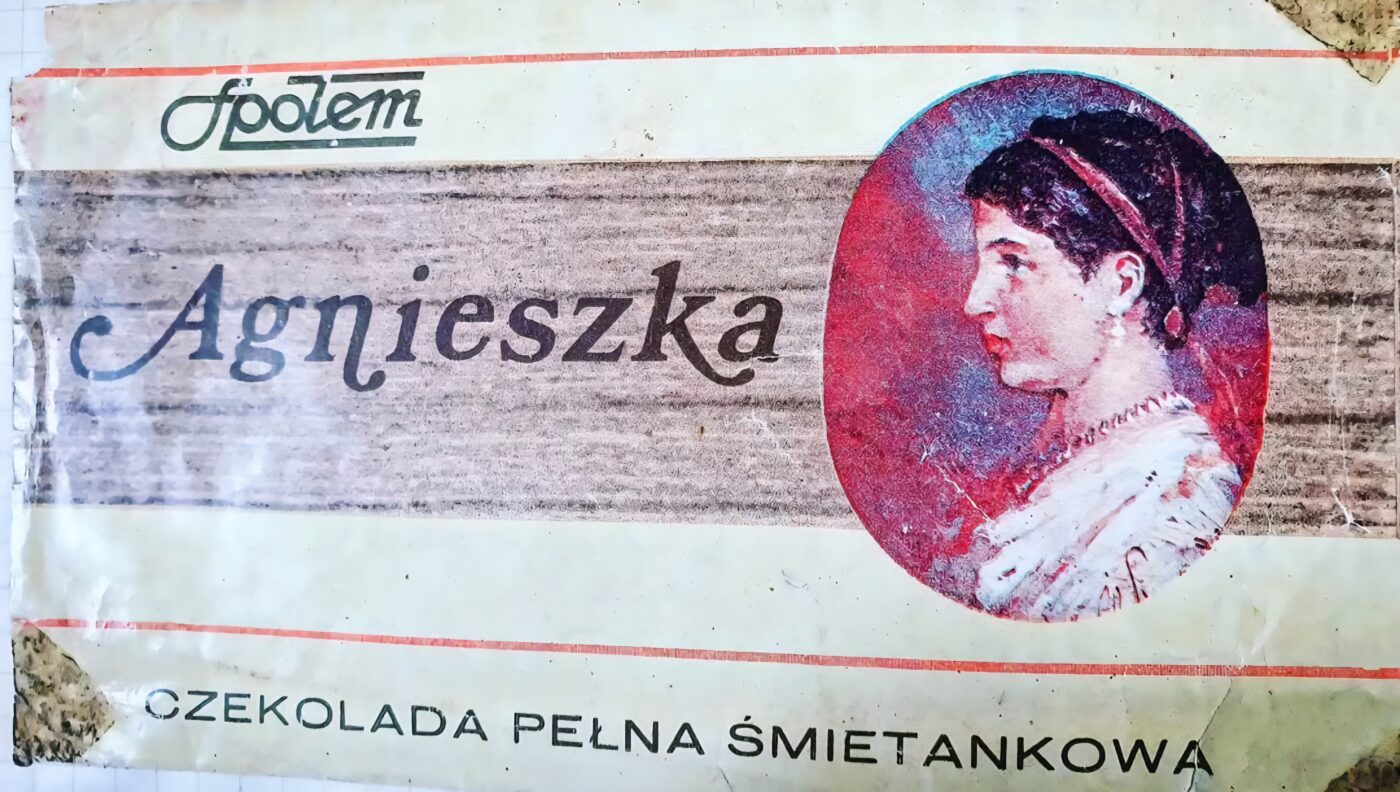 Społem
Agnieszka
CZEKOLADA PEŁNA ŚMIETANKOWA